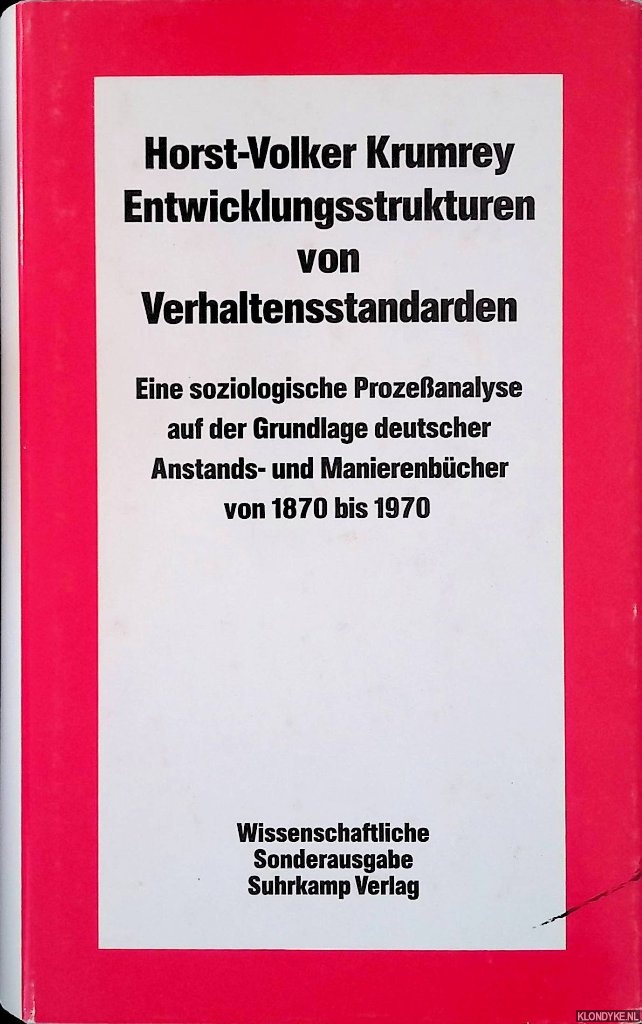 Horst-Volker Krumrey
Entwicklungsstrukturen
von
Verhaltensstandarden
Eine soziologische Prozeßanalyse
auf der Grundlage deutscher
Anstands- und Manierenbücher
von 1870 bis 1970
Wissenschaftliche
Sonderausgabe
Suhrkamp Verlag
KLONDYKE.NL